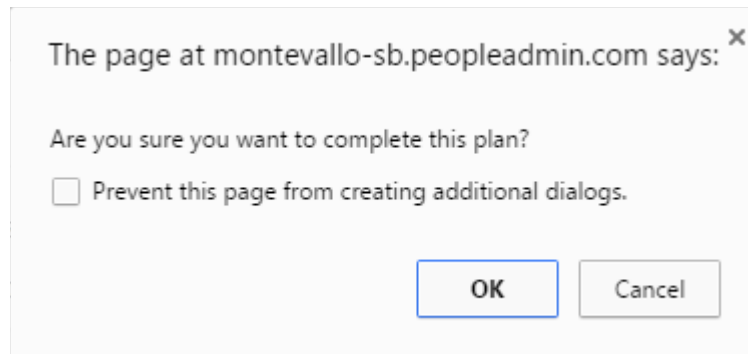 The page at montevallo-sb.peopleadmin.com says:
Are you sure you want to complete this plan?
Prevent this page from creating additional dialogs.
OK Cancel